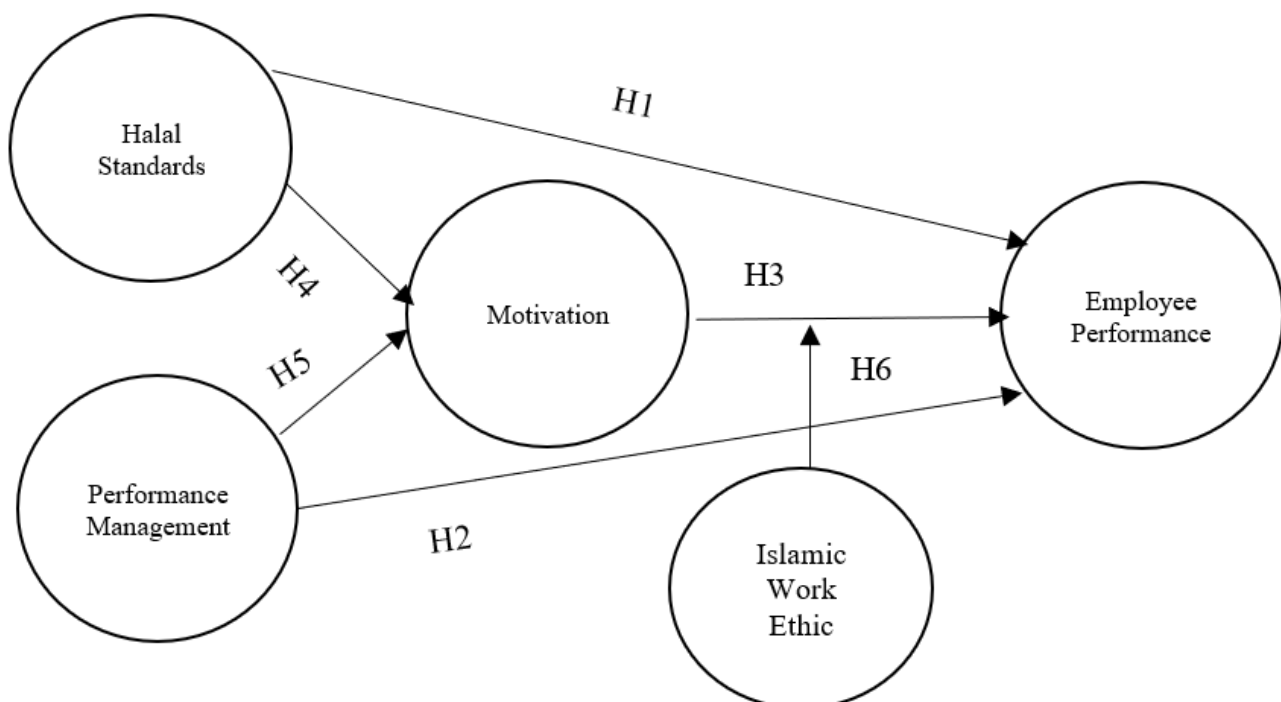 H1
Halal
Standards
H4
Motivation
H3
Employee
Performance
H5
H6
Performance
Management
H2
Islamic
Work
Ethic